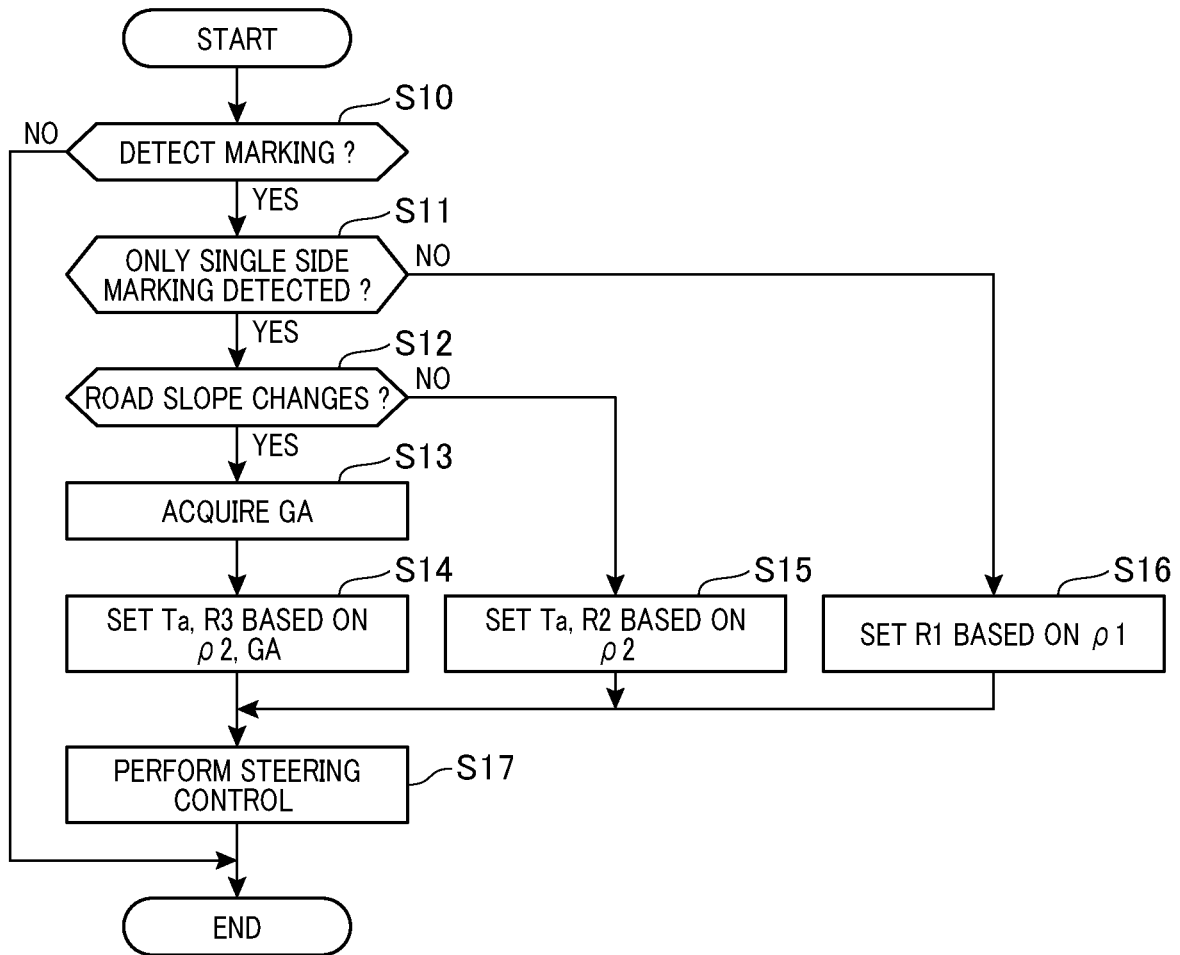 START
S10
NO
DETECT MARKING ?
YES
S11
ONLY SINGLE SIDE
MARKING DETECTED ?
NO
YES
S12
ROAD SLOPE CHANGES ?
NO
YES
S13
ACQUIRE GA
S14
SET Ta, R3 BASED ON
ρ2, GA
S15
SET Ta, R2 BASED ON
ρ2
S16
SET R1 BASED ON ρ1
PERFORM STEERING
CONTROL
S17
END